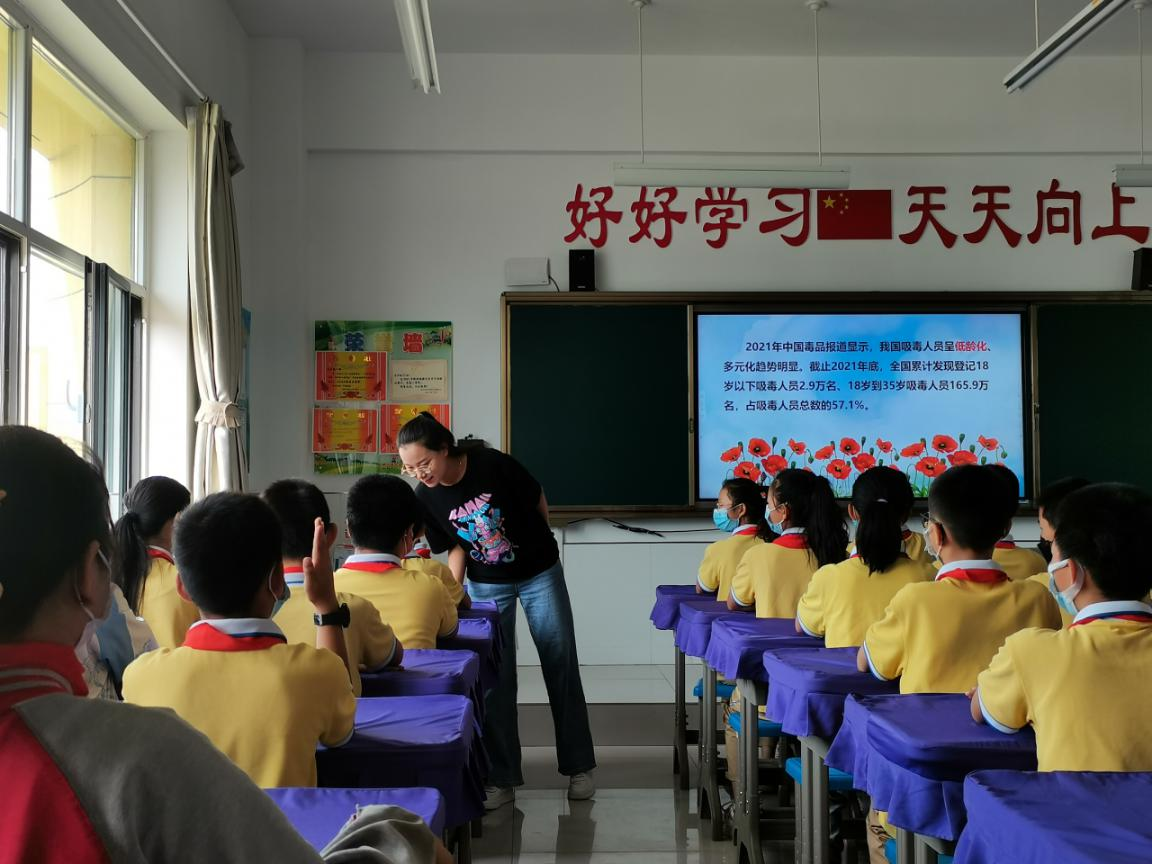 好好学习 天天向上
2021年中国毒品报道显示，我国吸毒人员呈低龄化、
多元化趋势明显。截止2021年底，全国累计发现登记18
岁以下吸毒人员2.9万名、18岁到35岁吸毒人员165.9万
名，占吸毒人员总数的57.1%。